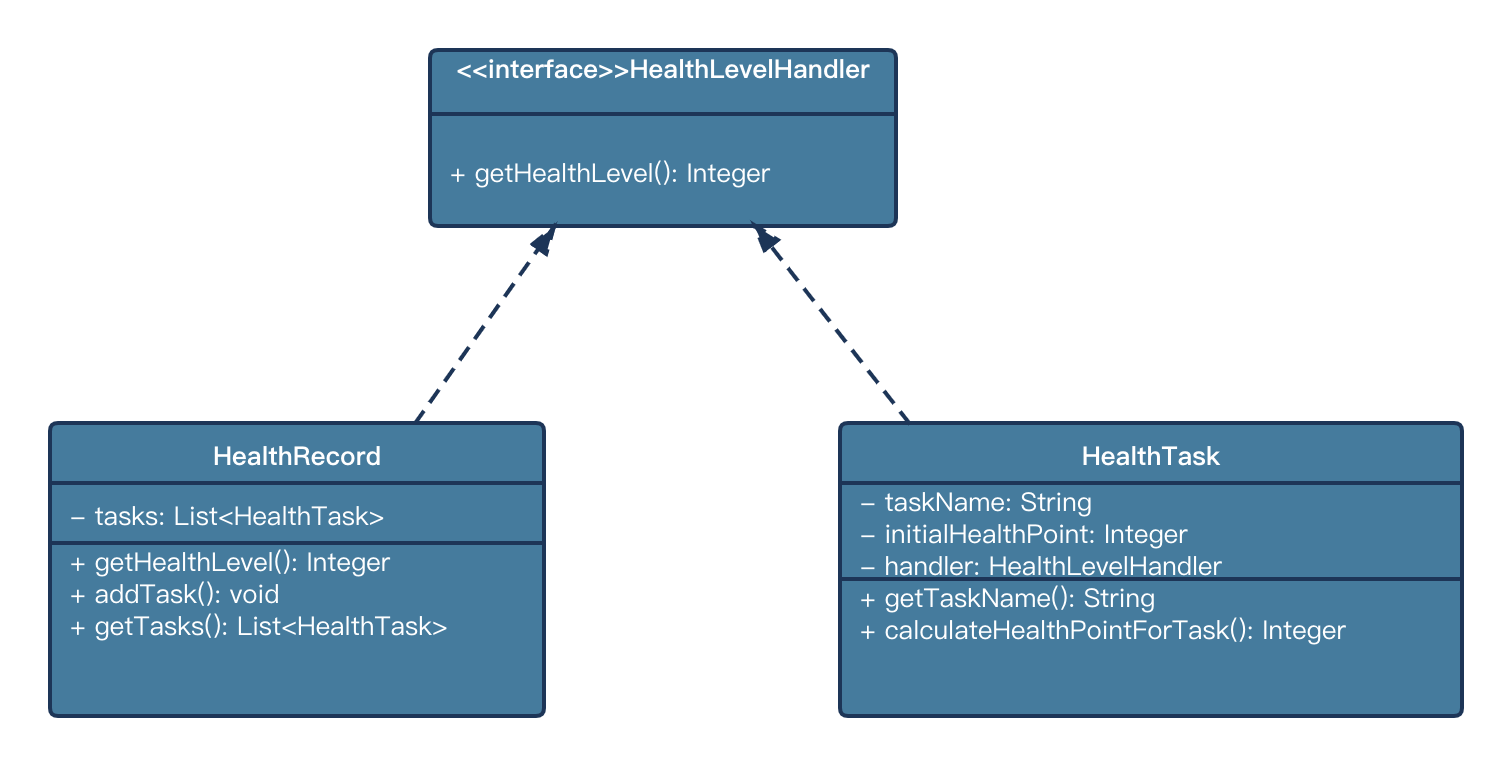 <<interface>>HealthLevelHandler
+ getHealthLevel(): Integer
HealthRecord
– tasks: List<HealthTask>
+ getHealthLevel(): Integer
+ addTask(): void
+ getTasks(): List<HealthTask>
HealthTask
– taskName: String
– initialHealthPoint: Integer
– handler: HealthLevelHandler
+ getTaskName(): String
+ calculateHealthPointForTask(): Integer